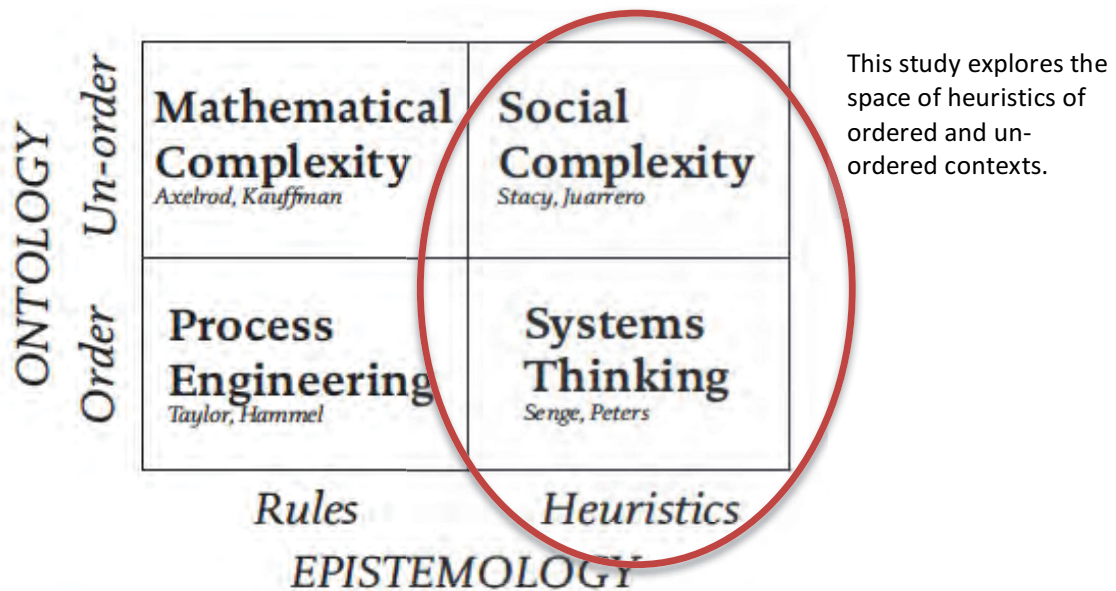 This study explores the
space of heuristics of
ordered and un-
ordered contexts.
ONTOLOGY
Un-order
Order
Mathematical
Complexity
Axelrod, Kauffman
Social
Complexity
Stacy, Juarrero
Process
Engineering
Taylor, Hammel
Systems
Thinking
Senge, Peters
Rules
Heuristics
EPISTEMOLOGY